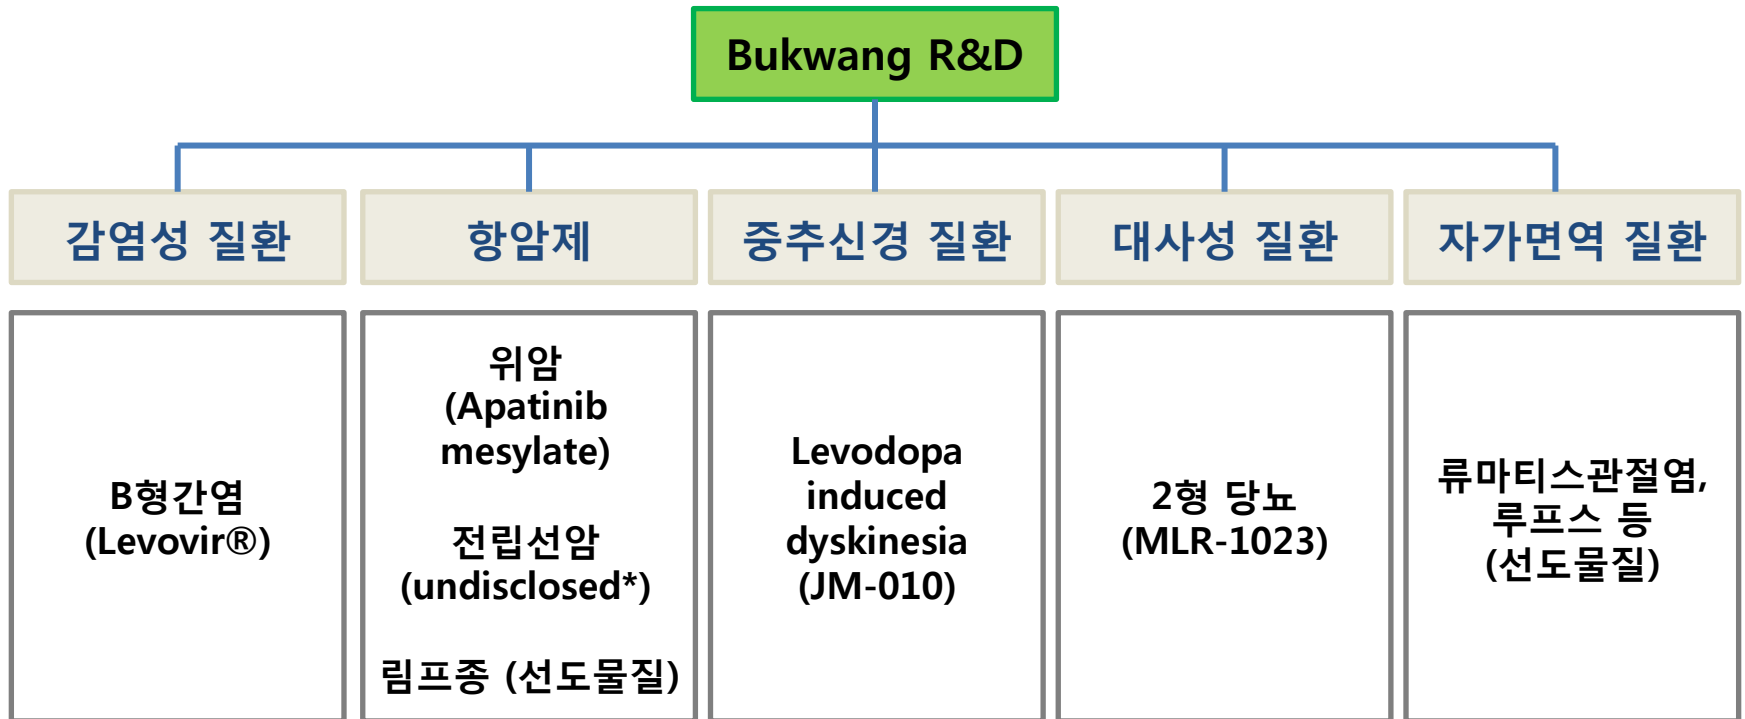 Bukwang R&D
감염성 질환
항암제
중추신경 질환
대사성 질환
자가면역 질환
B형간염
(Levovir®)
위암
(Apatinib
mesylate)
전립선암
(undisclosed*)
림프종 (선도물질)
Levodopa
induced
dyskinesia
(JM-010)
2형 당뇨
(MLR-1023)
류마티스관절염,
루프스 등
(선도물질)